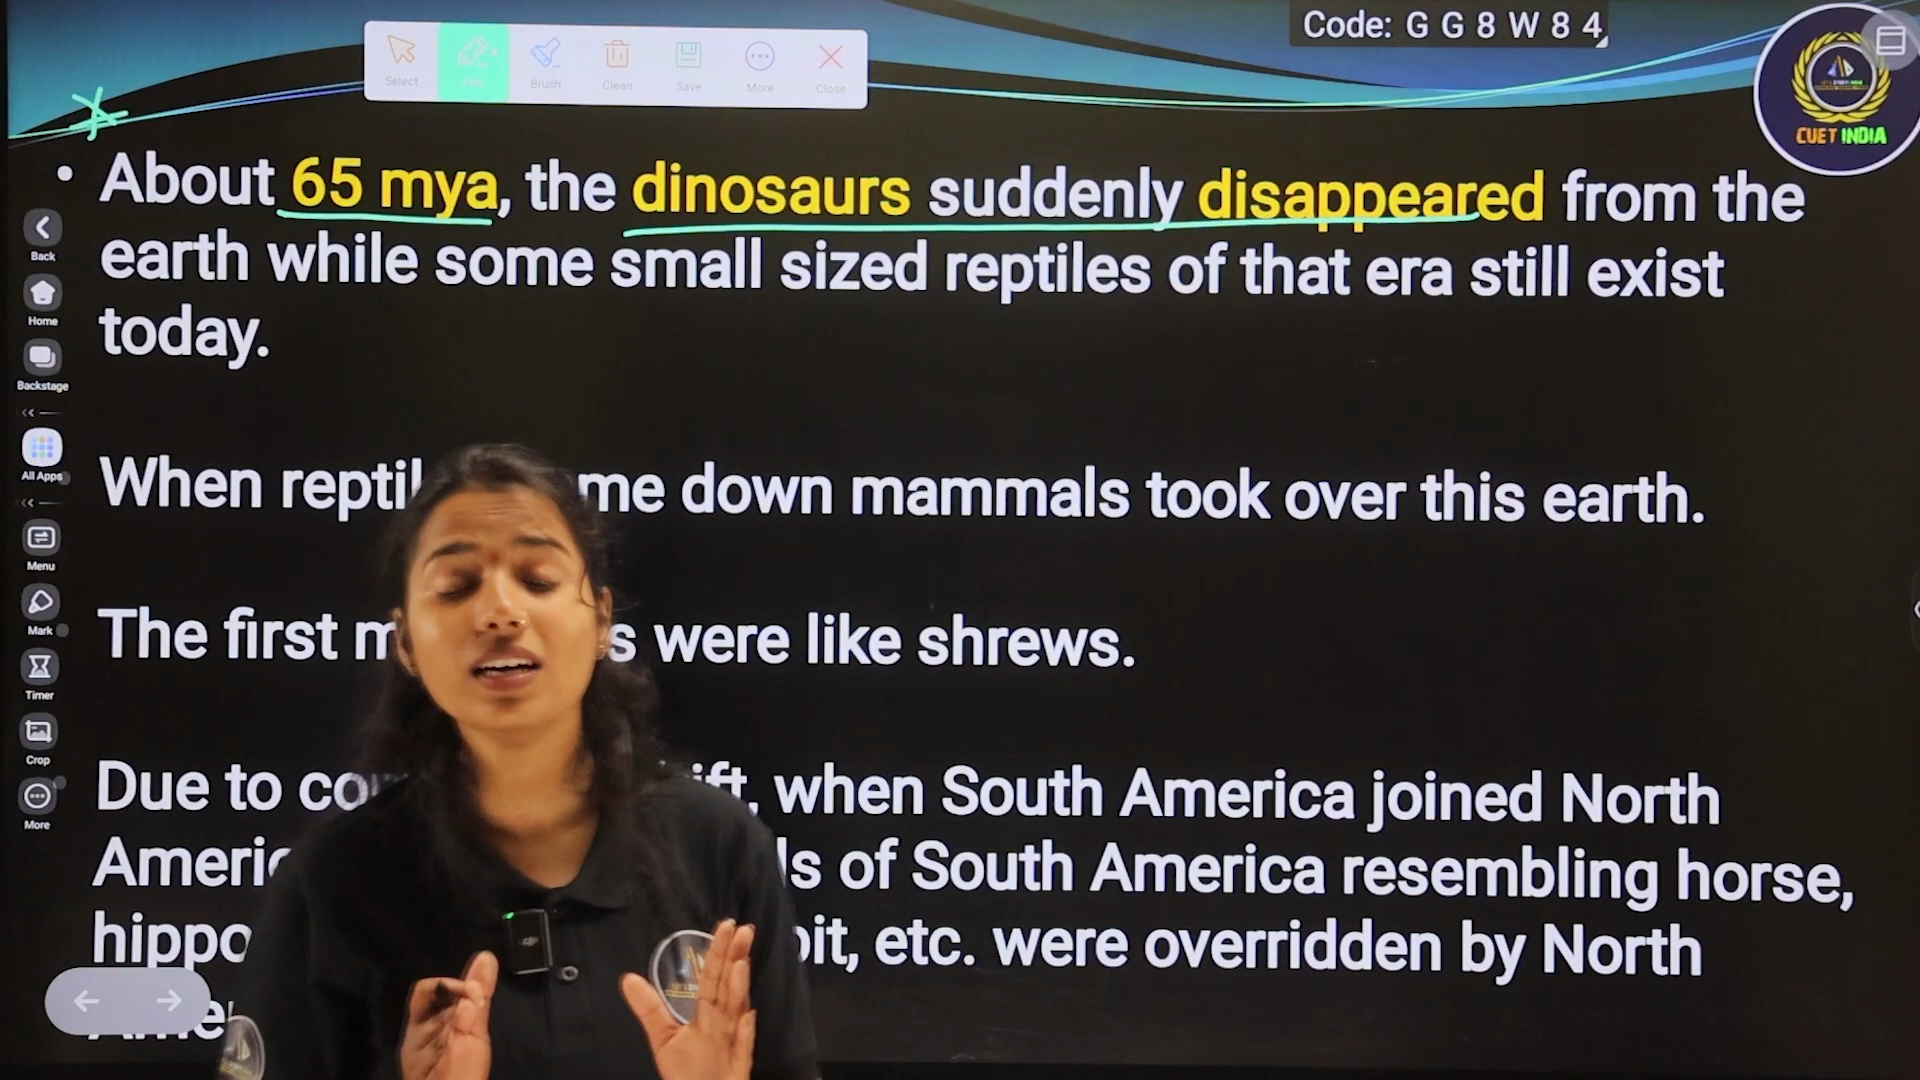 Code: G G 8 W 8 4
Select
Pen
Brush
Clean
Save
More
Close
CUET INDIA
• About 65 mya, the dinosaurs suddenly disappeared from the
earth while some small sized reptiles of that era still exist
today.
When reptil me down mammals took over this earth.
The first m s were like shrews.
Due to co ift, when South America joined North
Americ ls of South America resembling horse,
hippo bit, etc. were overridden by North
Ame
Back
Home
Backstage
All Apps
Menu
Mark
Timer
Crop
More